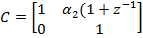 C = [1 α₂(1 + z⁻¹)
0 1]